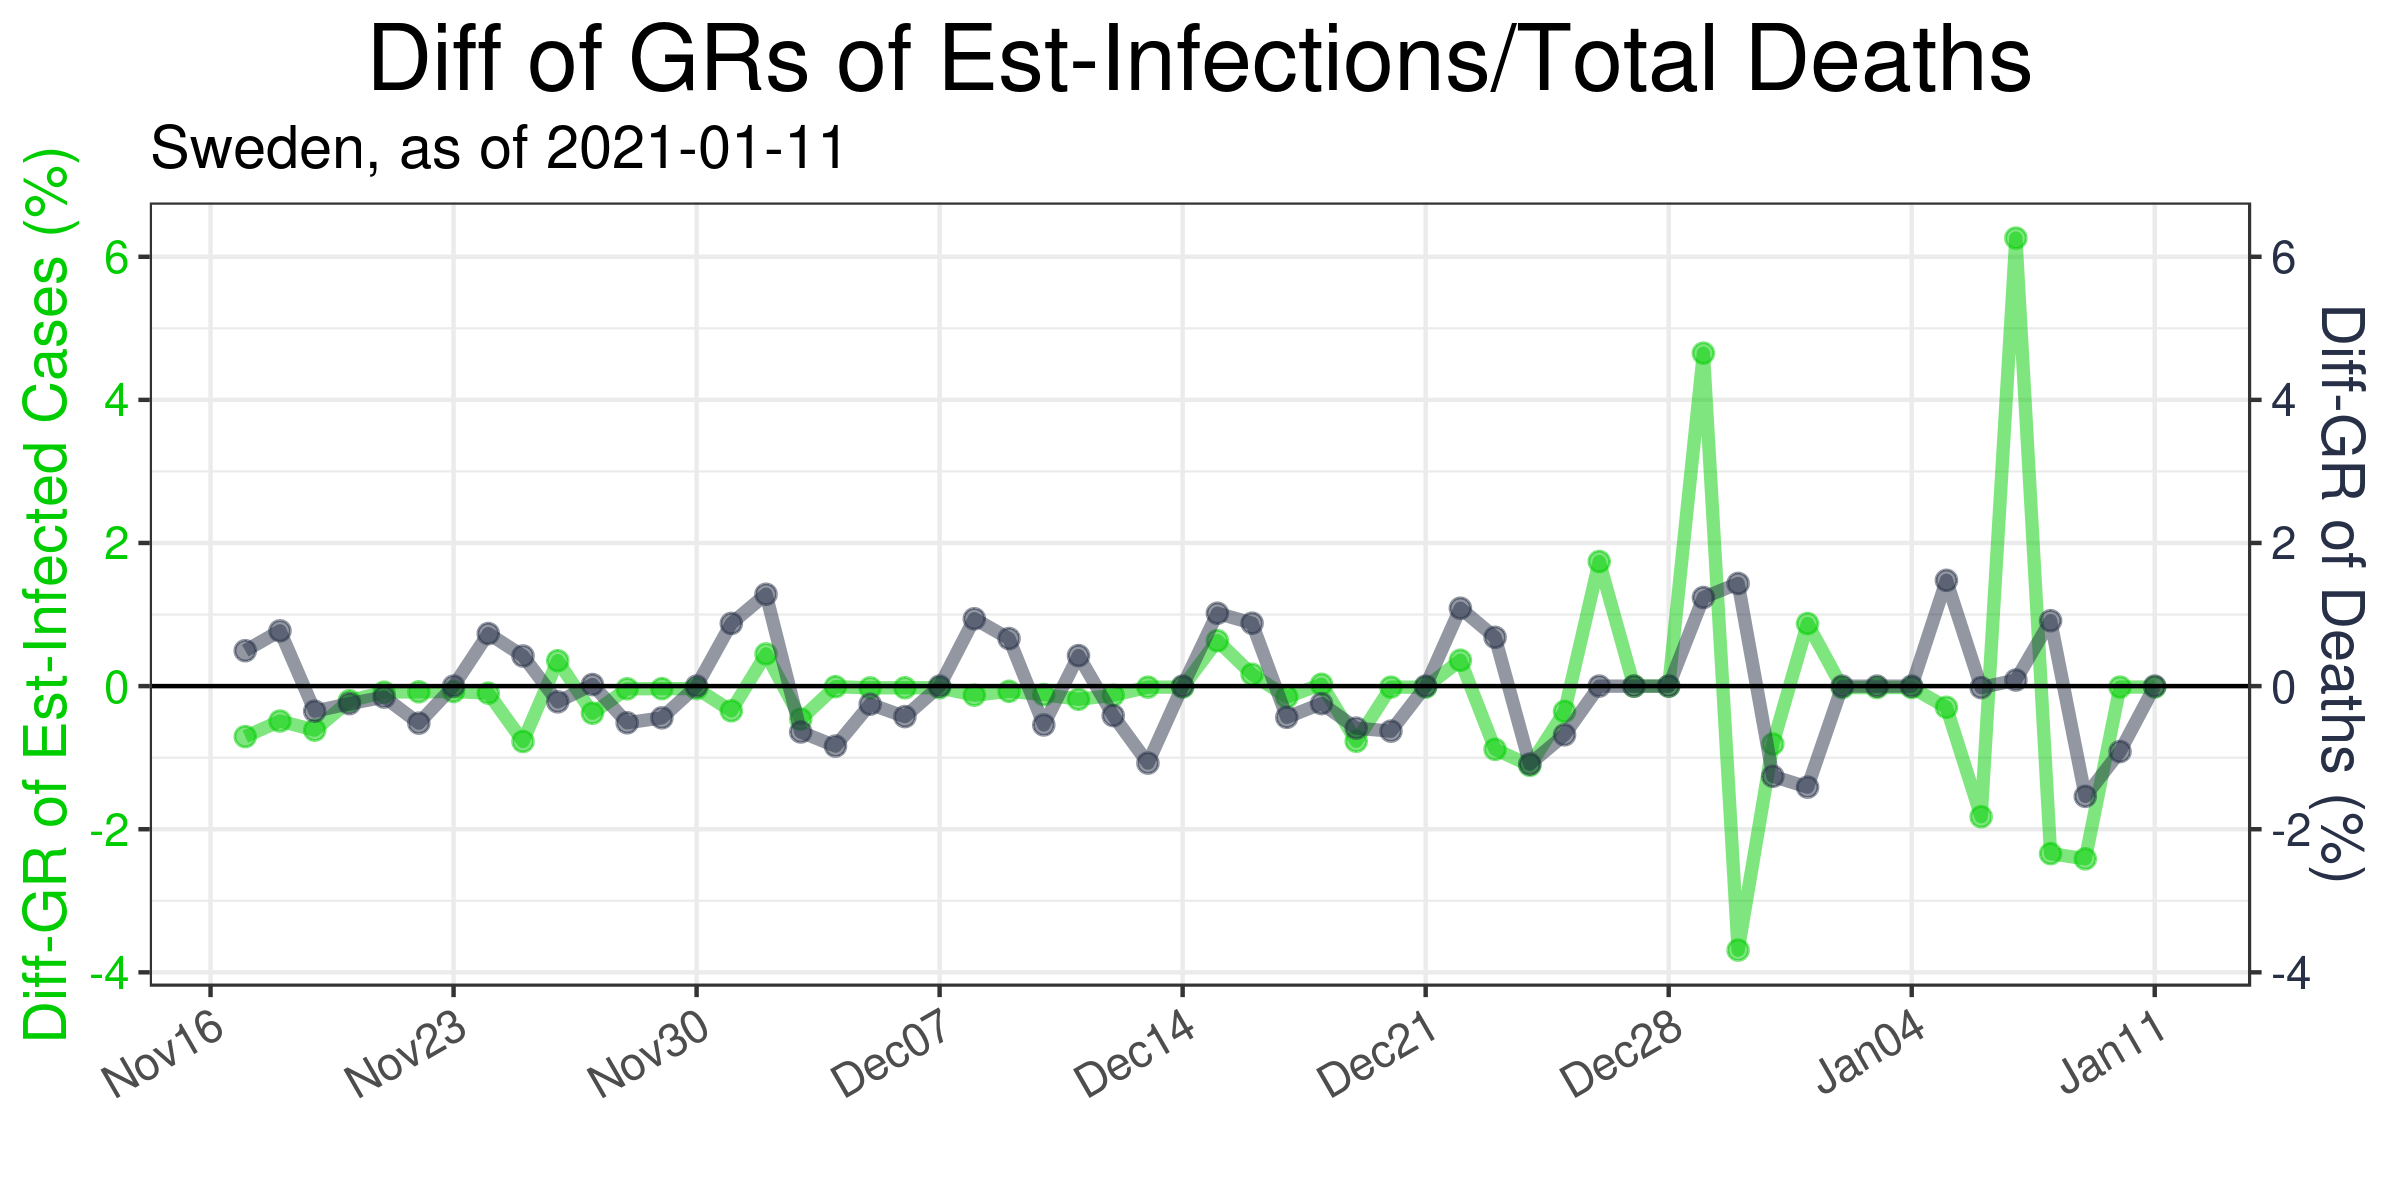 Diff of GRs of Est-Infections/Total Deaths
Sweden, as of 2021-01-11
Diff-GR of Est-Infected Cases (%)
6
4
2
0
-2
-4
6
4
2
0
-2
-4
Diff-GR of Deaths (%)
Nov16
Nov23
Nov30
Dec07
Dec14
Dec21
Dec28
Jan04
Jan11